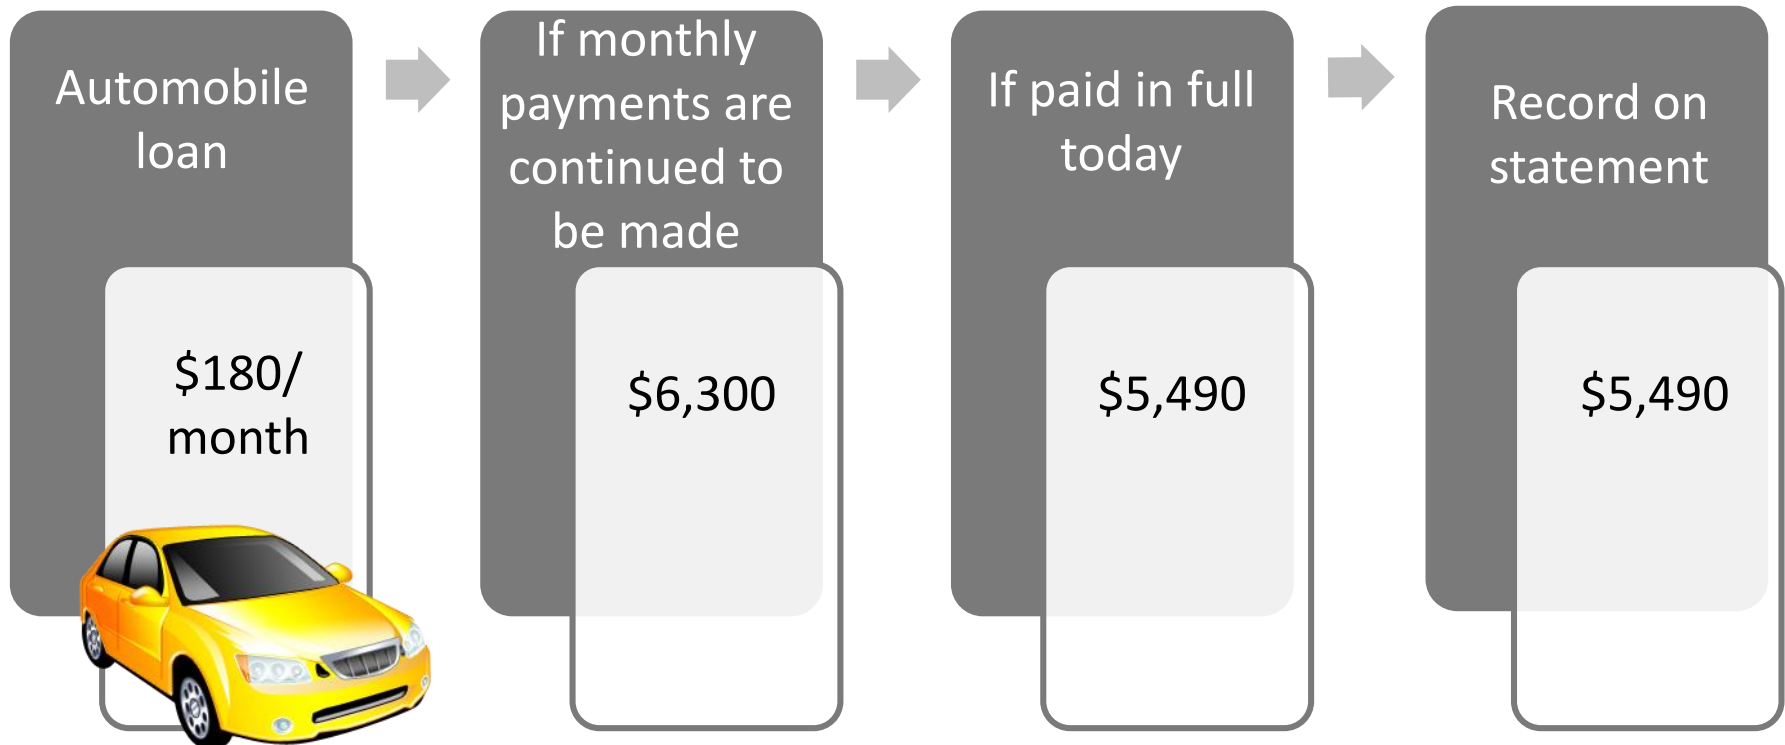 Automobile
loan
$180/
month
If monthly
payments are
continued to
be made
$6,300
If paid in full
today
$5,490
Record on
statement
$5,490